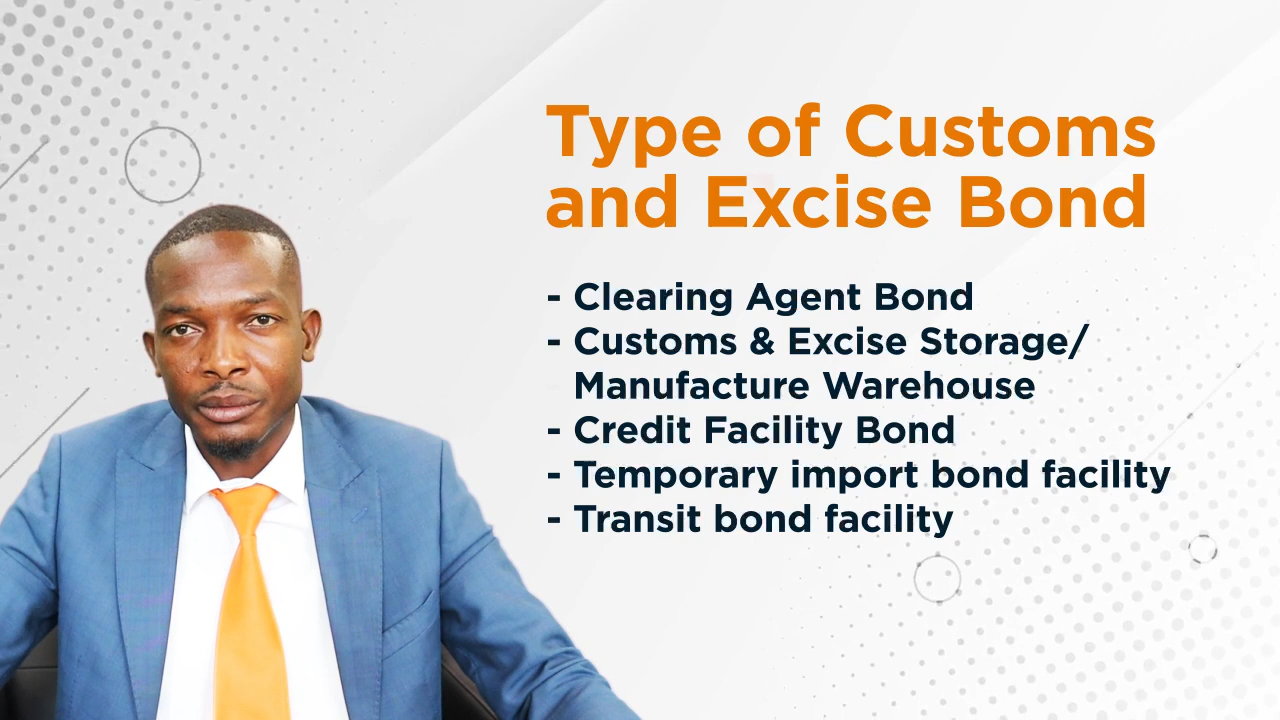 Type of Customs
and Excise Bond
- Clearing Agent Bond
- Customs & Excise Storage/
Manufacture Warehouse
- Credit Facility Bond
- Temporary import bond facility
- Transit bond facility